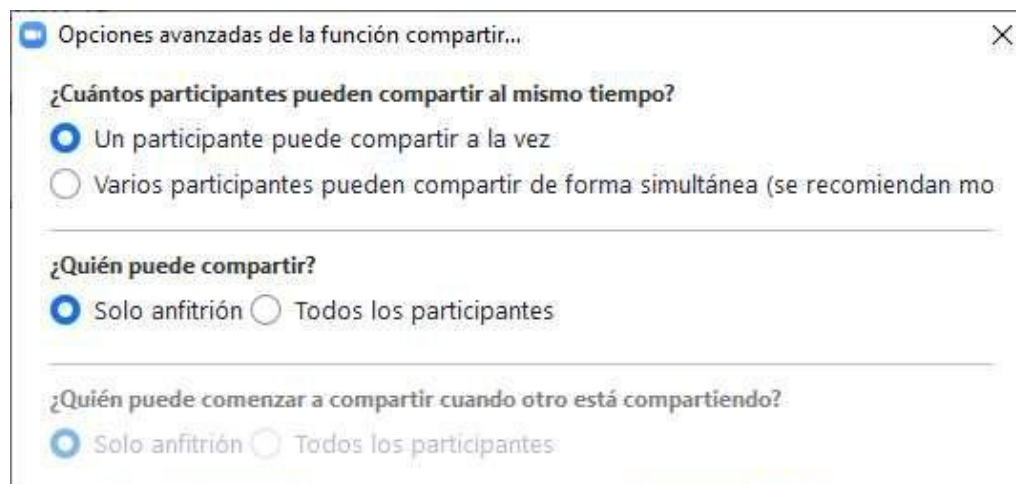 Opciones avanzadas de la función compartir...
¿Cuántos participantes pueden compartir al mismo tiempo?
Un participante puede compartir a la vez
Varios participantes pueden compartir de forma simultánea (se recomiendan mo
¿Quién puede compartir?
Solo anfitrión Todos los participantes
¿Quién puede comenzar a compartir cuando otro está compartiendo?
Solo anfitrión Todos los participantes